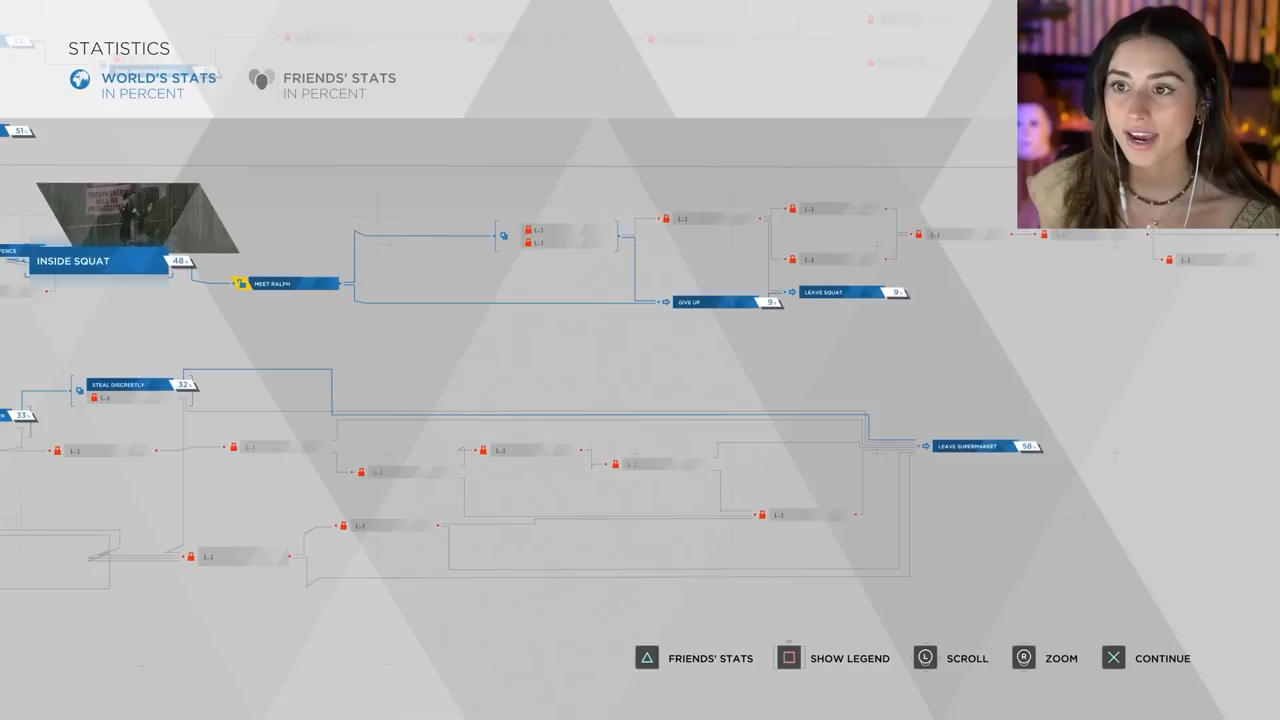 STATISTICS
WORLD'S STATS
IN PERCENT
FRIENDS' STATS
IN PERCENT
51%
INSIDE SQUAT
48%
MEET RALPH
[...]
[...]
[...]
[...]
[...]
[...]
[...]
GIVE UP
9%
LEAVE SQUAT
9%
STEAL DISCREETLY
32%
[...]
33%
[...]
[...]
[...]
[...]
[...]
LEAVE SUPERMARKET
58%
[...]
[...]
[...]
FRIENDS' STATS
SHOW LEGEND
L
SCROLL
R
ZOOM
CONTINUE